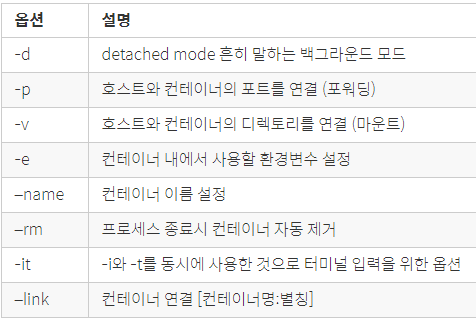 옵션 설명
-d detached mode 흔히 말하는 백그라운드 모드
-p 호스트와 컨테이너의 포트를 연결 (포워딩)
-v 호스트와 컨테이너의 디렉토리를 연결 (마운트)
-e 컨테이너 내에서 사용할 환경변수 설정
–name 컨테이너 이름 설정
–rm 프로세스 종료시 컨테이너 자동 제거
-it -i와 -t를 동시에 사용한 것으로 터미널 입력을 위한 옵션
–link 컨테이너 연결 [컨테이너명:별칭]